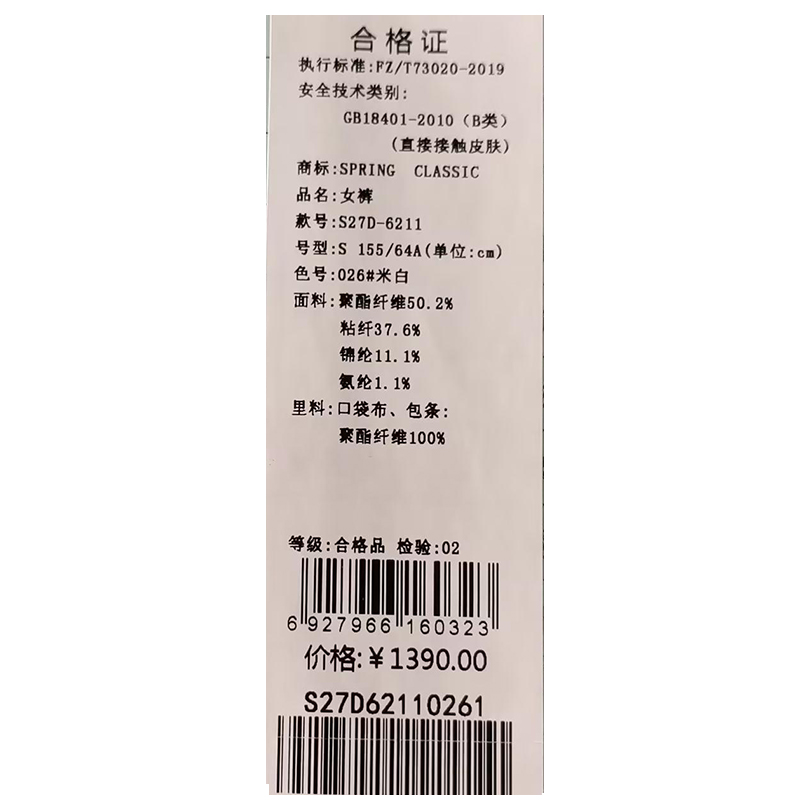 合格证
执行标准:FZ/T73020-2019
安全技术类别:
GB18401-2010（B类）
(直接接触皮肤)
商标:SPRING CLASSIC
品名:女裤
款号:S27D-6211
号型:S 155/64A(单位:cm)
色号:026#米白
面料:聚酯纤维50.2%
粘纤37.6%
锦纶11.1%
氨纶1.1%
里料:口袋布、包条:
聚酯纤维100%
等级:合格品 检验:02
6 927966 160323
价格:￥1390.00
S27D62110261